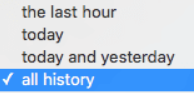 the last hour
today
today and yesterday
✓ all history